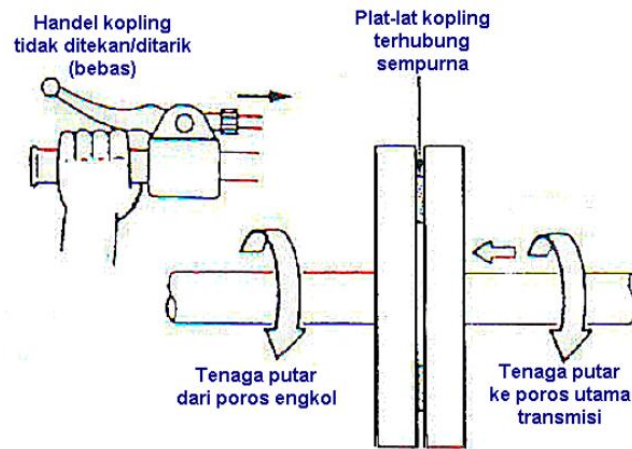 Handel kopling
tidak ditekan/ditarik
(bebas)
Plat-lat kopling
terhubung
sempurna
Tenaga putar
dari poros engkol
Tenaga putar
ke poros utama
transmisi